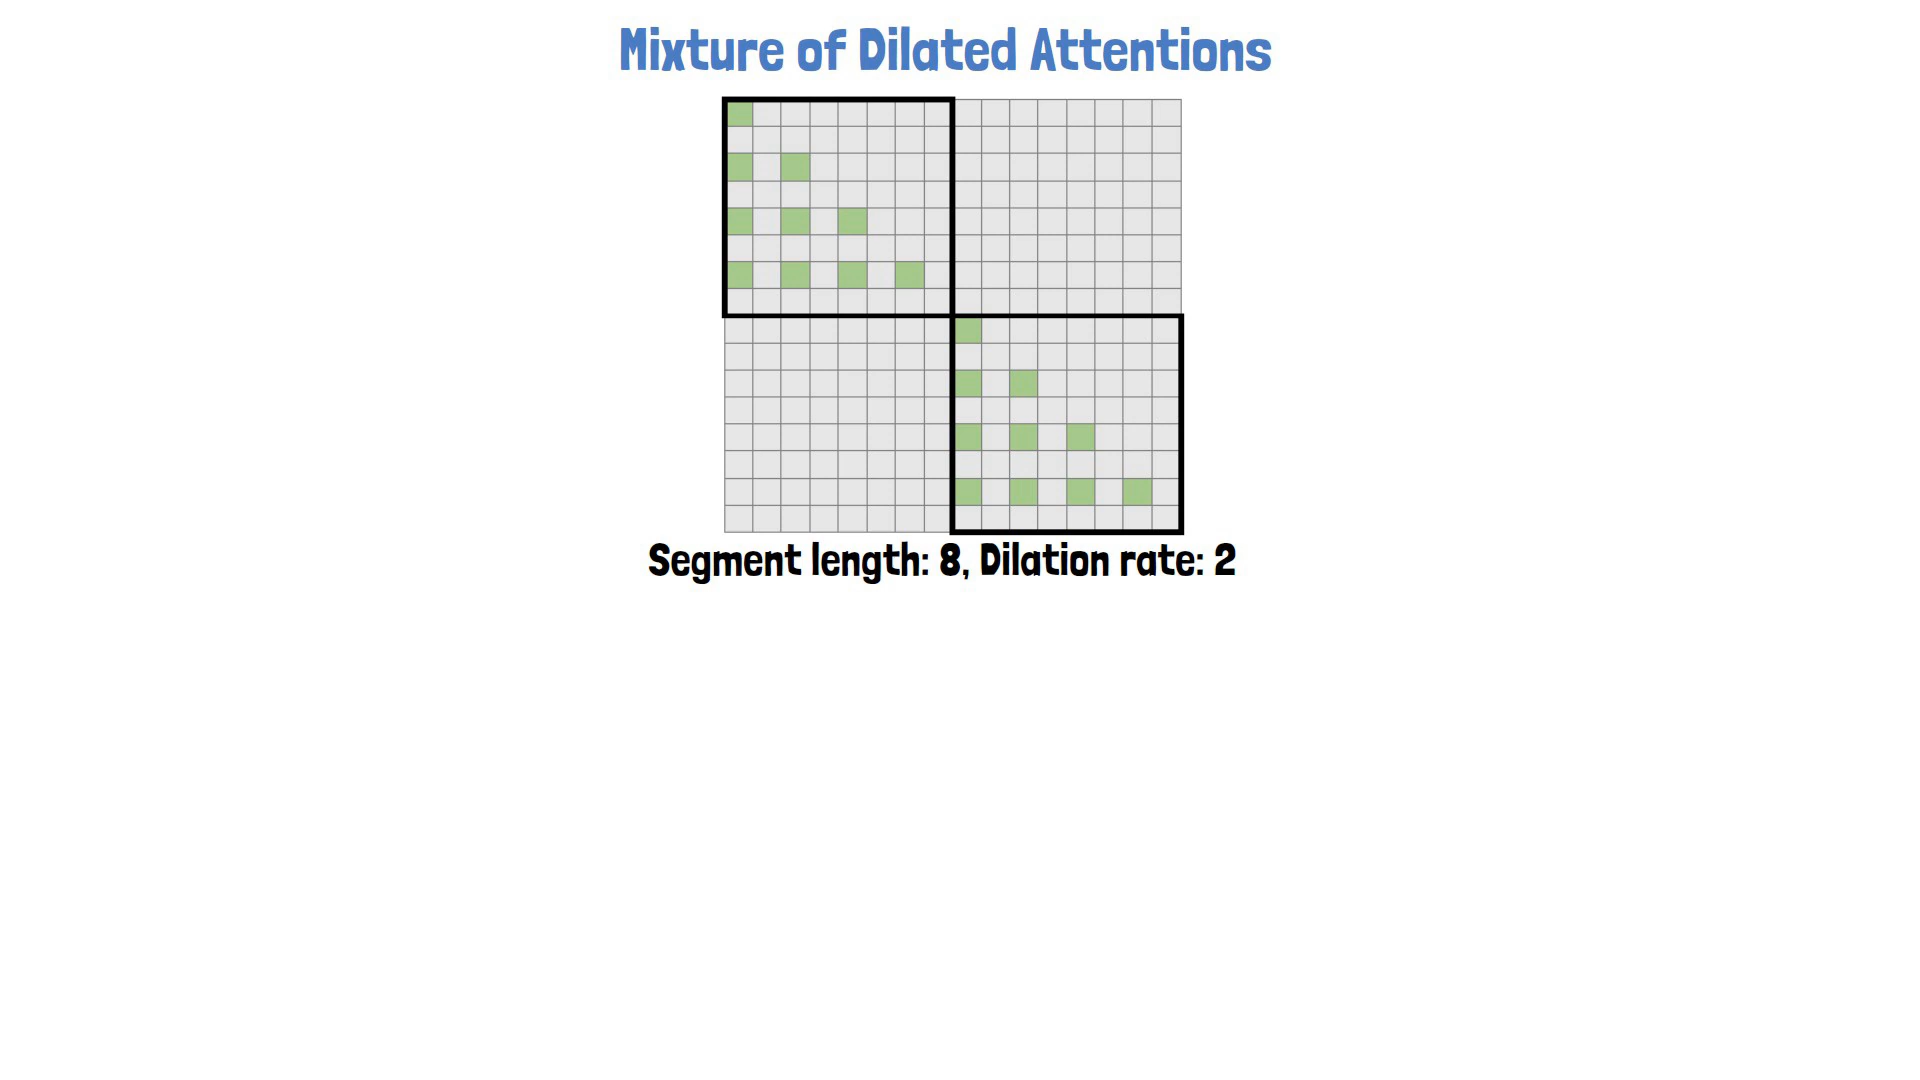 Mixture of Dilated Attentions
Segment length: 8, Dilation rate: 2